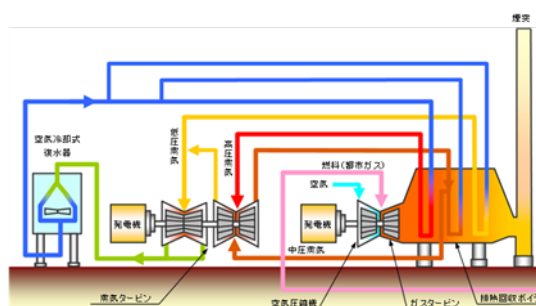 煙突
空気冷却式
復水器
低圧蒸気
高圧蒸気
燃料(都市ガス)
空気
発電機
発電機
中圧蒸気
蒸気タービン
空気圧縮機
ガスタービン
排熱回収ボイラ